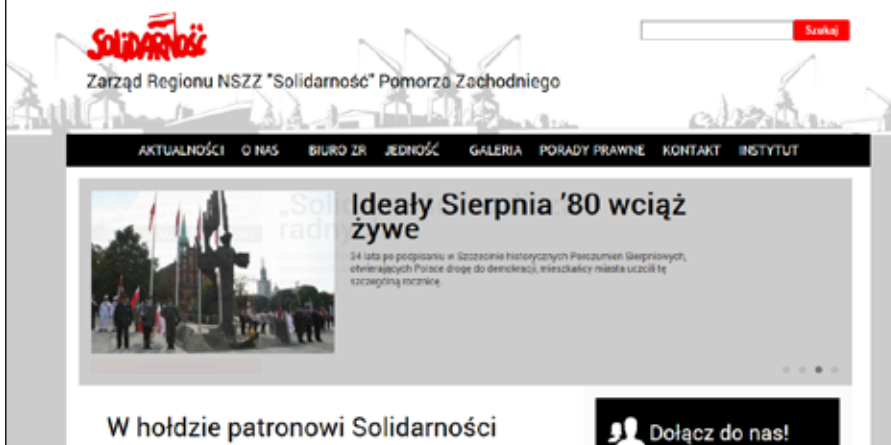 SOLIDARNOŚĆ
Szukaj
Zarząd Regionu NSZZ "Solidarność" Pomorza Zachodniego
AKTUALNOŚCI O NAS BIURO ZR JEDNOŚĆ GALERIA PORADY PRAWNE KONTAKT INSTYTUT
Ideały Sierpnia '80 wciąż
żywe
34 lata po podpisaniu w Szczecinie historycznych Porozumień Sierpniowych,
otwierających Polsce drogę do demokracji, mieszkańcy miasta uczcili tę
szczególną rocznicę.
W hołdzie patronowi Solidarności
Dołącz do nas!